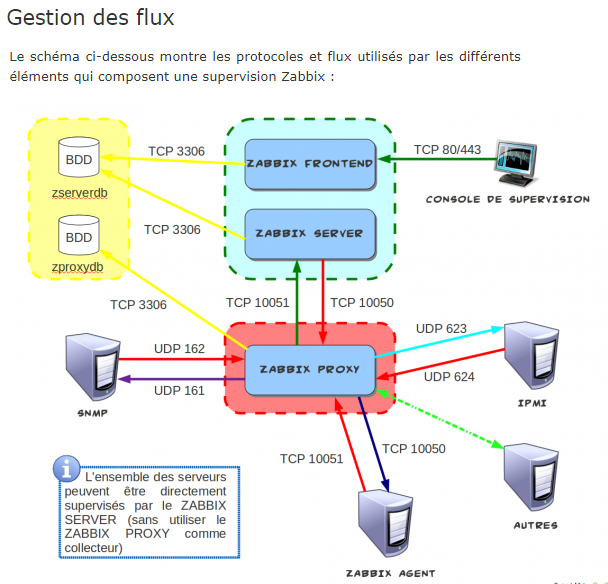 Gestion des flux
Le schéma ci-dessous montre les protocoles et flux utilisés par les différents
éléments qui composent une supervision Zabbix :
BDD
zserverdb
BDD
zproxydb
TCP 3306
TCP 3306
TCP 3306
ZABBIX FRONTEND
ZABBIX SERVER
TCP 80/443
CONSOLE DE SUPERVISION
TCP 10051
TCP 10050
UDP 162
UDP 161
SNMP
ZABBIX PROXY
UDP 623
UDP 624
IPMI
TCP 10051
TCP 10050
AUTRES
ZABBIX AGENT
i
L'ensemble des serveurs
peuvent être directement
supervisés par le ZABBIX
SERVER (sans utiliser le
ZABBIX PROXY comme
collecteur)